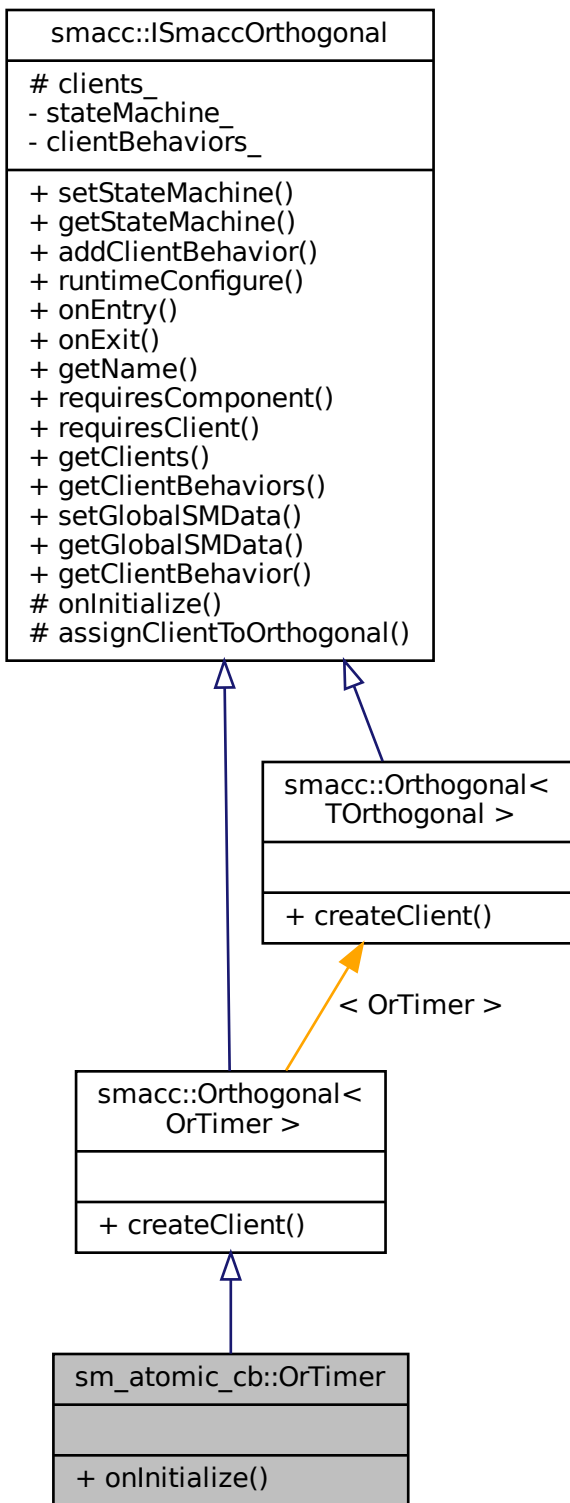 smacc::ISmaccOrthogonal
# clients_
- stateMachine_
- clientBehaviors_
+ setStateMachine()
+ getStateMachine()
+ addClientBehavior()
+ runtimeConfigure()
+ onEntry()
+ onExit()
+ getName()
+ requiresComponent()
+ requiresClient()
+ getClients()
+ getClientBehaviors()
+ setGlobalSMData()
+ getGlobalSMData()
+ getClientBehavior()
# onInitialize()
# assignClientToOrthogonal()
smacc::Orthogonal<
TOrthogonal >
+ createClient()
< OrTimer >
smacc::Orthogonal<
OrTimer >
+ createClient()
sm_atomic_cb::OrTimer
+ onInitialize()